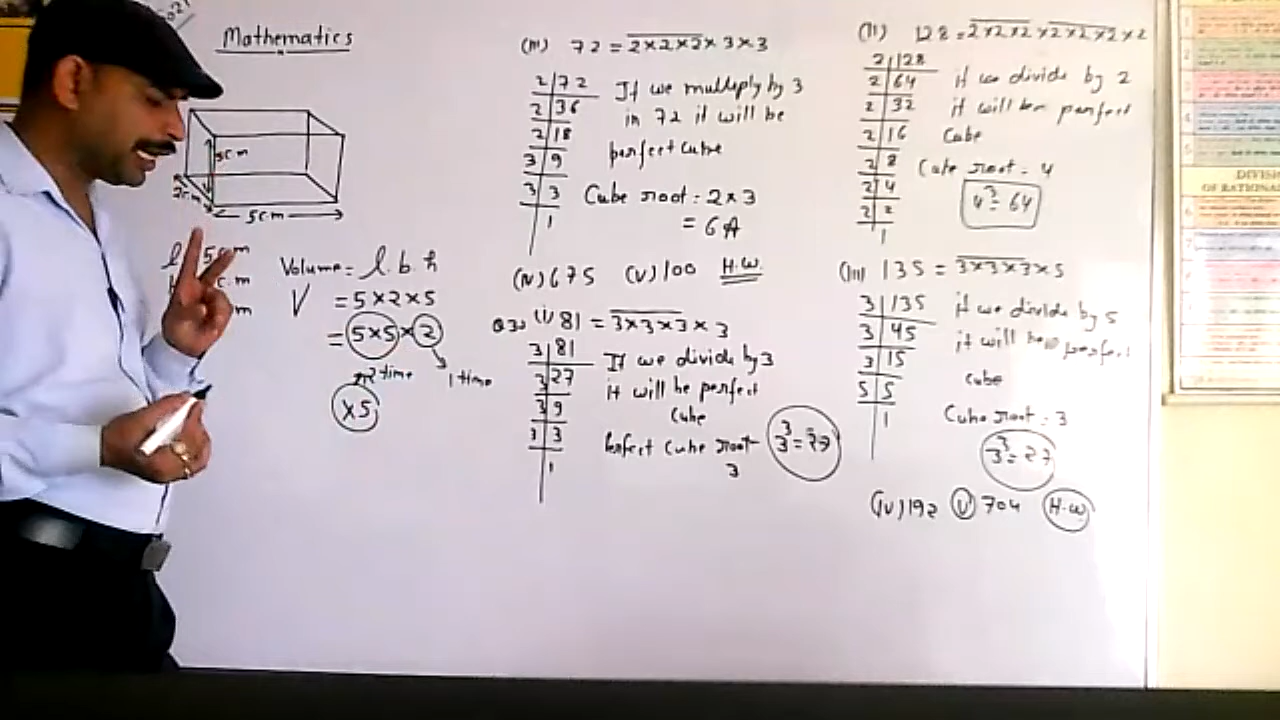 Mathematics
5cm
2cm
5cm
l 5cm
c.m
m
Volume = l.b.h
V = 5×2×5
= 5×5×2
2 time 1 time
×5
(iii) 72 = 2×2×2×3×3
2|72
2|36
2|18
3|9
3|3
1
If we multiply by 3
in 72 it will be
perfect cube
Cube root = 2×3
= 6A
(iv) 675 (v) 100 H.W.
Q3. (i) 81 = 3×3×3×3
3|81
3|27
3|9
3|3
1
If we divide by 3
it will be perfect
cube
Perfect cube root
3
3³=27
(ii) 128 = 2×2×2×2×2×2×2
2|128
2|64
2|32
2|16
2|8
2|4
2|2
1
if we divide by 2
it will be perfect
Cube
Cube root = 4
4³=64
(iii) 135 = 3×3×3×5
3|135
3|45
3|15
5|5
1
if we divide by 5
it will be perfect
cube
Cube root = 3
3³=27
(iv) 192 (v) 704 H.W
DIVISI
OF RATIONAL